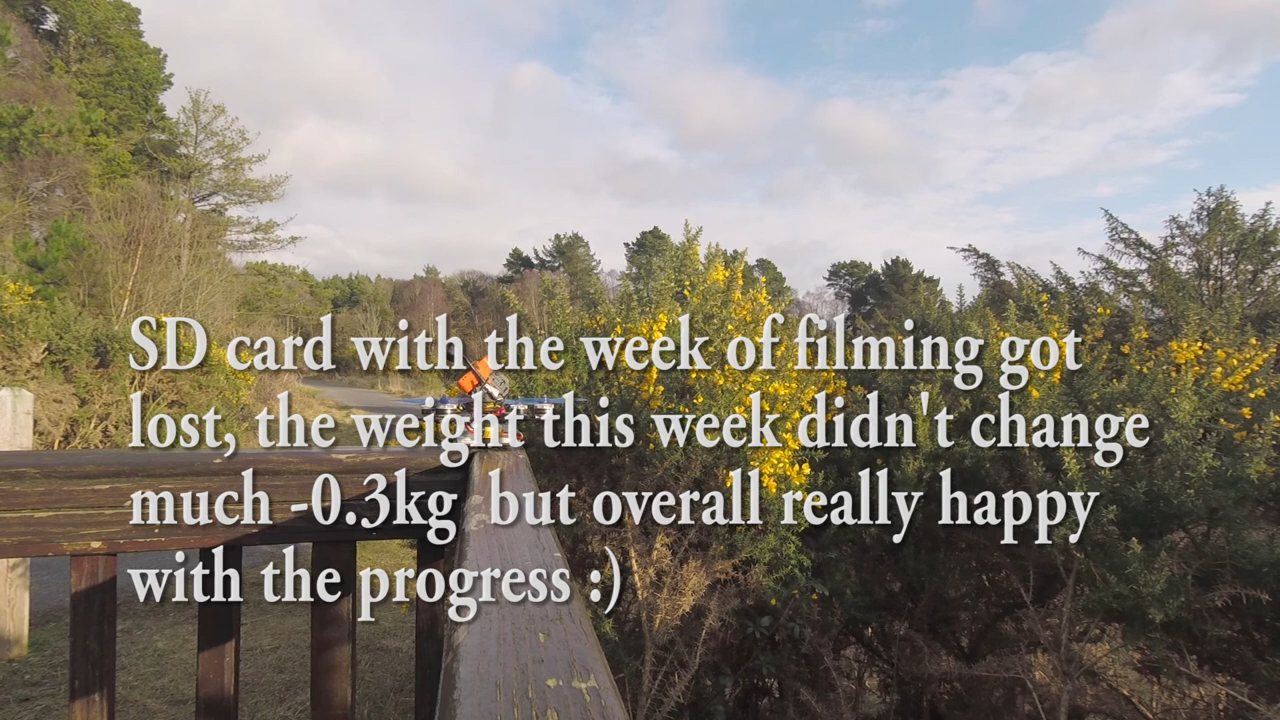 SD card with the week of filming got
lost, the weight this week didn't change
much -0.3kg  but overall really happy
with the progress :)